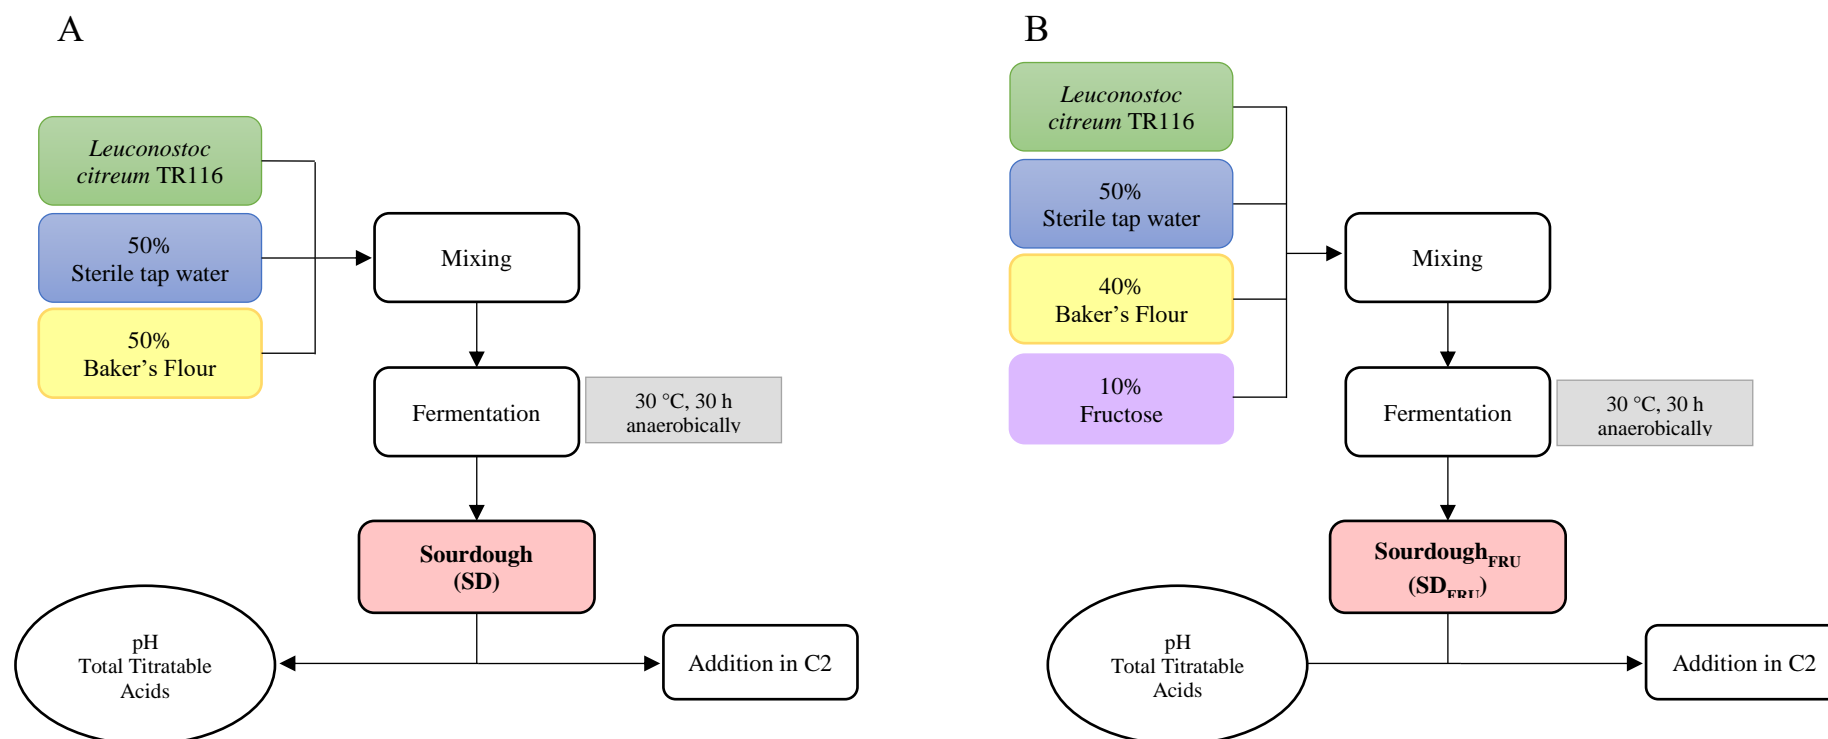 A
Leuconostoc
citreum TR116
50%
Sterile tap water
50%
Baker’s Flour
Mixing
Fermentation
30 °C, 30 h
anaerobically
Sourdough
(SD)
pH
Total Titratable
Acids
Addition in C2
B
Leuconostoc
citreum TR116
50%
Sterile tap water
40%
Baker’s Flour
10%
Fructose
Mixing
Fermentation
30 °C, 30 h
anaerobically
SourdoughFRU
(SDFRU)
pH
Total Titratable
Acids
Addition in C2